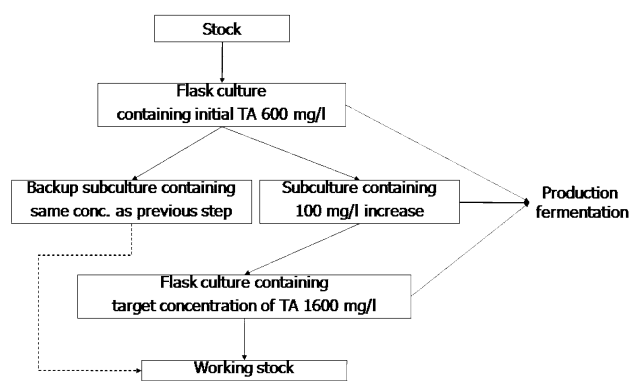 Stock
Flask culture
containing initial TA 600 mg/l
Backup subculture containing
same conc. as previous step
Subculture containing
100 mg/l increase
Production
fermentation
Flask culture containing
target concentration of TA 1600 mg/l
Working stock